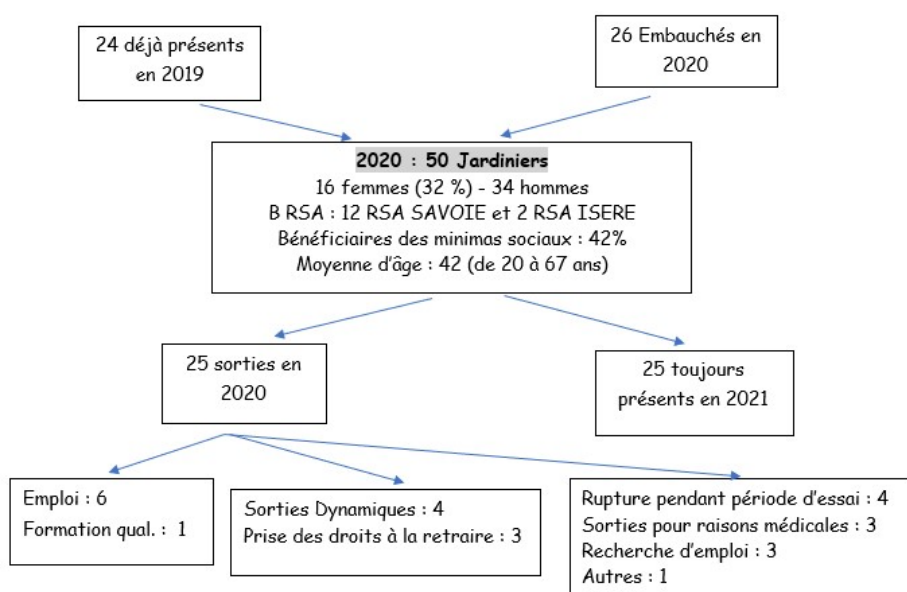 24 déjà présents
en 2019
26 Embauchés en
2020
2020 : 50 Jardiniers
16 femmes (32 %) - 34 hommes
B RSA : 12 RSA SAVOIE et 2 RSA ISERE
Bénéficiaires des minimas sociaux : 42%
Moyenne d'âge : 42 (de 20 à 67 ans)
25 sorties en
2020
25 toujours
présents en 2021
Emploi : 6
Formation qual. : 1
Sorties Dynamiques : 4
Prise des droits à la retraire : 3
Rupture pendant période d'essai : 4
Sorties pour raisons médicales : 3
Recherche d'emploi : 3
Autres : 1